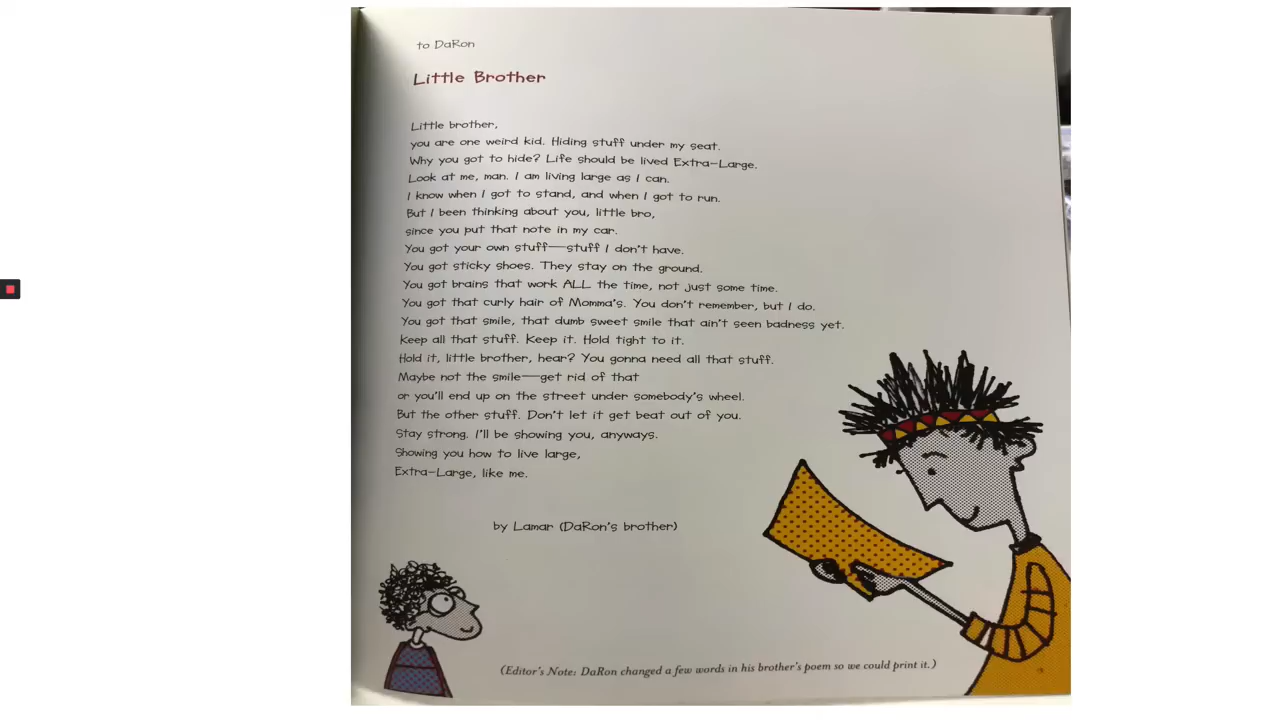 to DaRon
Little Brother
Little brother,
you are one weird kid. Hiding stuff under my seat.
Why you got to hide? Life should be lived Extra-Large.
Look at me, man. I am living large as I can.
I know when I got to stand, and when I got to run.
But I been thinking about you, little bro,
since you put that note in my car.
You got your own stuff—stuff I don't have.
You got sticky shoes. They stay on the ground.
You got brains that work ALL the time, not just some time.
You got that curly hair of Momma's. You don't remember, but I do.
You got that smile, that dumb sweet smile that ain't seen badness yet.
Keep all that stuff. Keep it. Hold tight to it.
Hold it, little brother, hear? You gonna need all that stuff.
Maybe not the smile—get rid of that
or you'll end up on the street under somebody's wheel.
But the other stuff. Don't let it get beat out of you.
Stay strong. I'll be showing you, anyways.
Showing you how to live large,
Extra-Large, like me.
by Lamar (DaRon's brother)
(Editor's Note: DaRon changed a few words in his brother's poem so we could print it.)